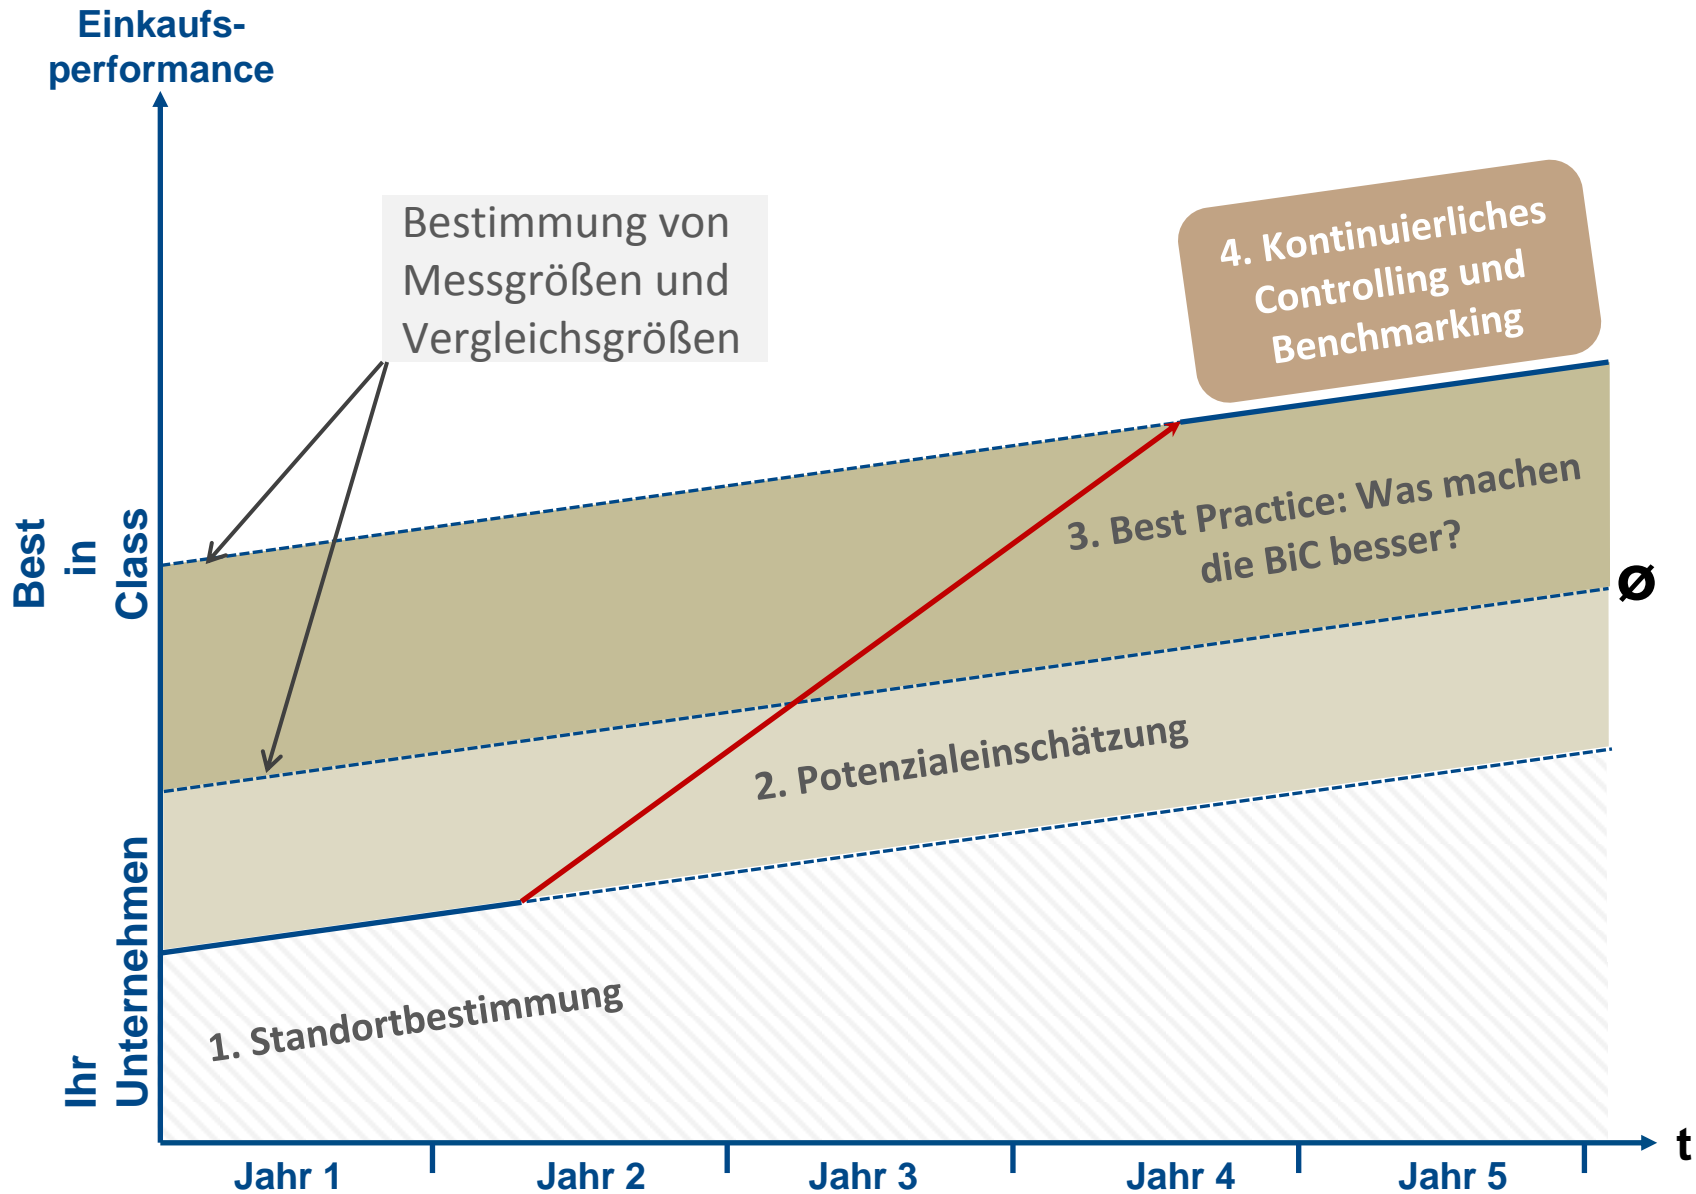 Einkaufs-
performance
Bestimmung von
Messgrößen und
Vergleichsgrößen
4. Kontinuierliches
Controlling und
Benchmarking
Best
in
Class
3. Best Practice: Was machen
die BiC besser?
Ø
2. Potenzialeinschätzung
Ihr
Unternehmen
1. Standortbestimmung
t
Jahr 1
Jahr 2
Jahr 3
Jahr 4
Jahr 5